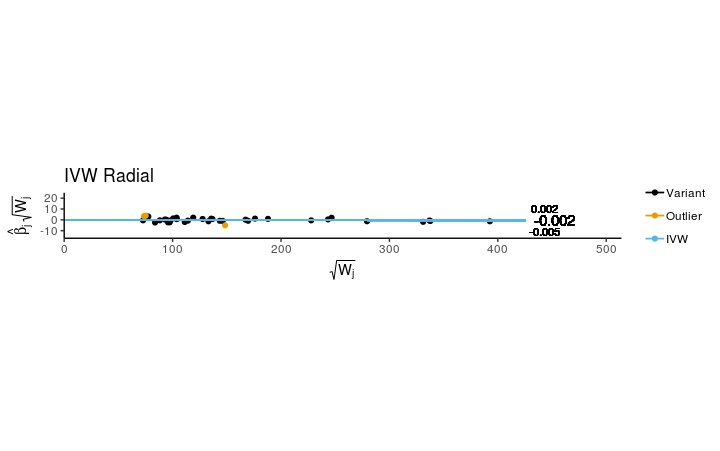 IVW Radial
β̂j √Wj
20
10
0
-10
0 100 200 300 400 500
√Wj
0.002
-0.002
-0.005
Variant
Outlier
IVW